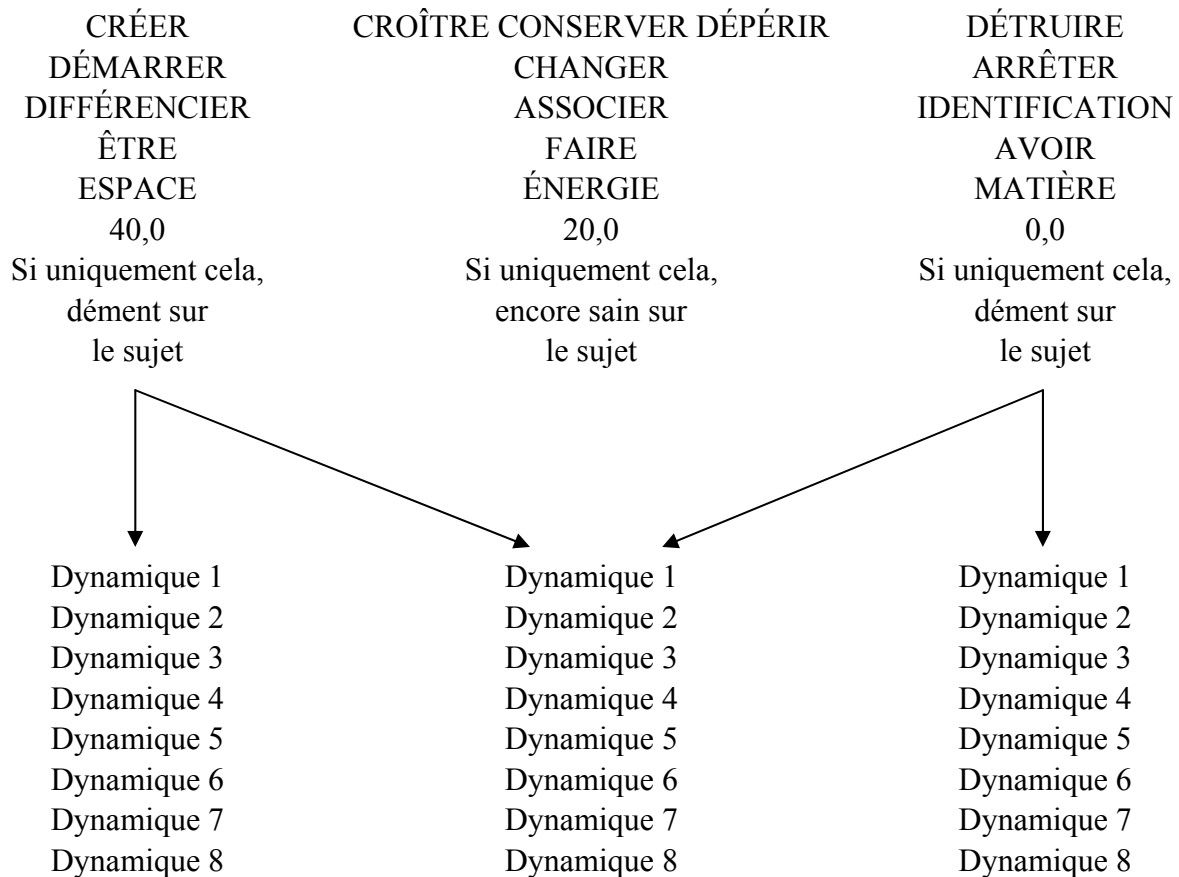 CRÉER CROÎTRE CONSERVER DÉPÉRIR DÉTRUIRE
DÉMARRER CHANGER ARRÊTER
DIFFÉRENCIER ASSOCIER IDENTIFICATION
ÊTRE FAIRE AVOIR
ESPACE ÉNERGIE MATIÈRE
40,0 20,0 0,0
Si uniquement cela, Si uniquement cela, Si uniquement cela,
dément sur encore sain sur dément sur
le sujet le sujet le sujet
Dynamique 1 Dynamique 1 Dynamique 1
Dynamique 2 Dynamique 2 Dynamique 2
Dynamique 3 Dynamique 3 Dynamique 3
Dynamique 4 Dynamique 4 Dynamique 4
Dynamique 5 Dynamique 5 Dynamique 5
Dynamique 6 Dynamique 6 Dynamique 6
Dynamique 7 Dynamique 7 Dynamique 7
Dynamique 8 Dynamique 8 Dynamique 8